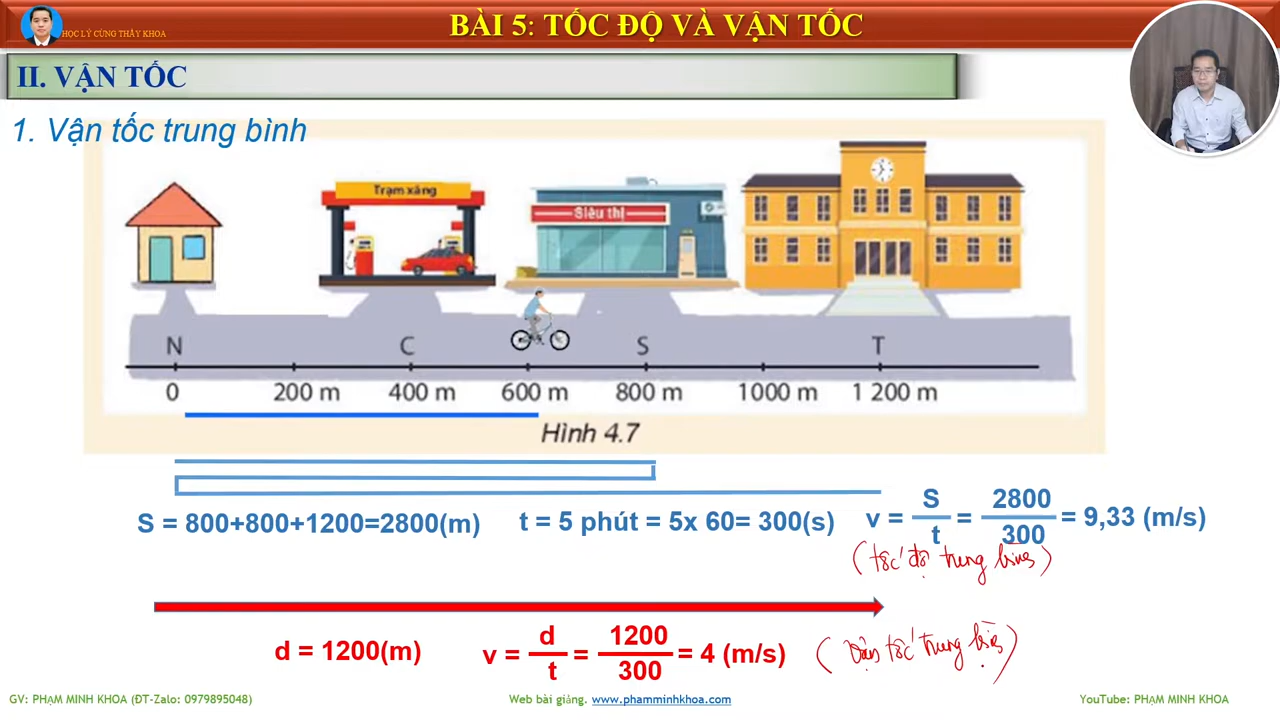 HỌC LÝ CÙNG THẦY KHOA
BÀI 5: TỐC ĐỘ VÀ VẬN TỐC
II. VẬN TỐC
1. Vận tốc trung bình
Trạm xăng
Siêu thị
N C S T
0 200 m 400 m 600 m 800 m 1000 m 1 200 m
Hình 4.7
S = 800+800+1200=2800(m) t = 5 phút = 5x 60= 300(s) v = S/t = 2800/300 = 9,33 (m/s)
(tốc độ trung bình)
d = 1200(m) v = d/t = 1200/300 = 4 (m/s) (Vận tốc trung bình)
GV: PHẠM MINH KHOA (ĐT-Zalo: 0979895048) Web bài giảng. www.phamminhkhoa.com YouTube: PHẠM MINH KHOA